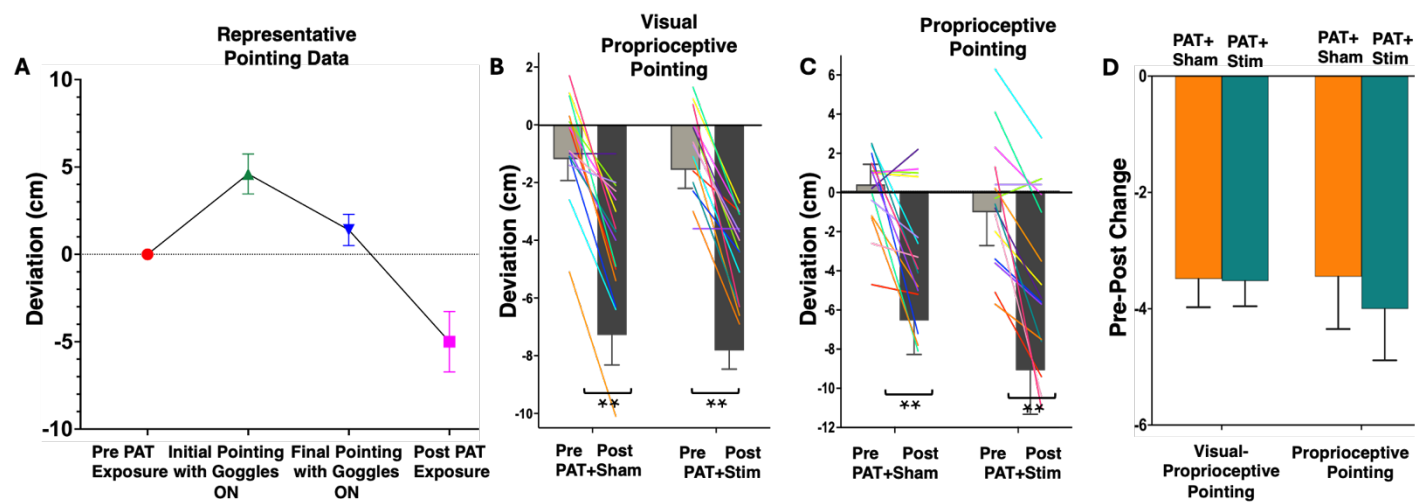 A
Representative
Pointing Data
Deviation (cm)
10
5
0
-5
-10
Pre PAT
Exposure
Initial Pointing
with Goggles
ON
Final Pointing
with Goggles
ON
Post PAT
Exposure
B
Visual
Proprioceptive
Pointing
Deviation (cm)
2
0
-2
-4
-6
-8
-10
**
**
Pre Post
PAT+Sham
Pre Post
PAT+Stim
C
Proprioceptive
Pointing
Deviation (cm)
6
4
2
0
-2
-4
-6
-8
-10
-12
**
**
Pre Post
PAT+Sham
Pre Post
PAT+Stim
D
PAT+
Sham
PAT+
Stim
PAT+
Sham
PAT+
Stim
Pre-Post Change
0
-2
-4
-6
Visual-
Proprioceptive
Pointing
Proprioceptive
Pointing